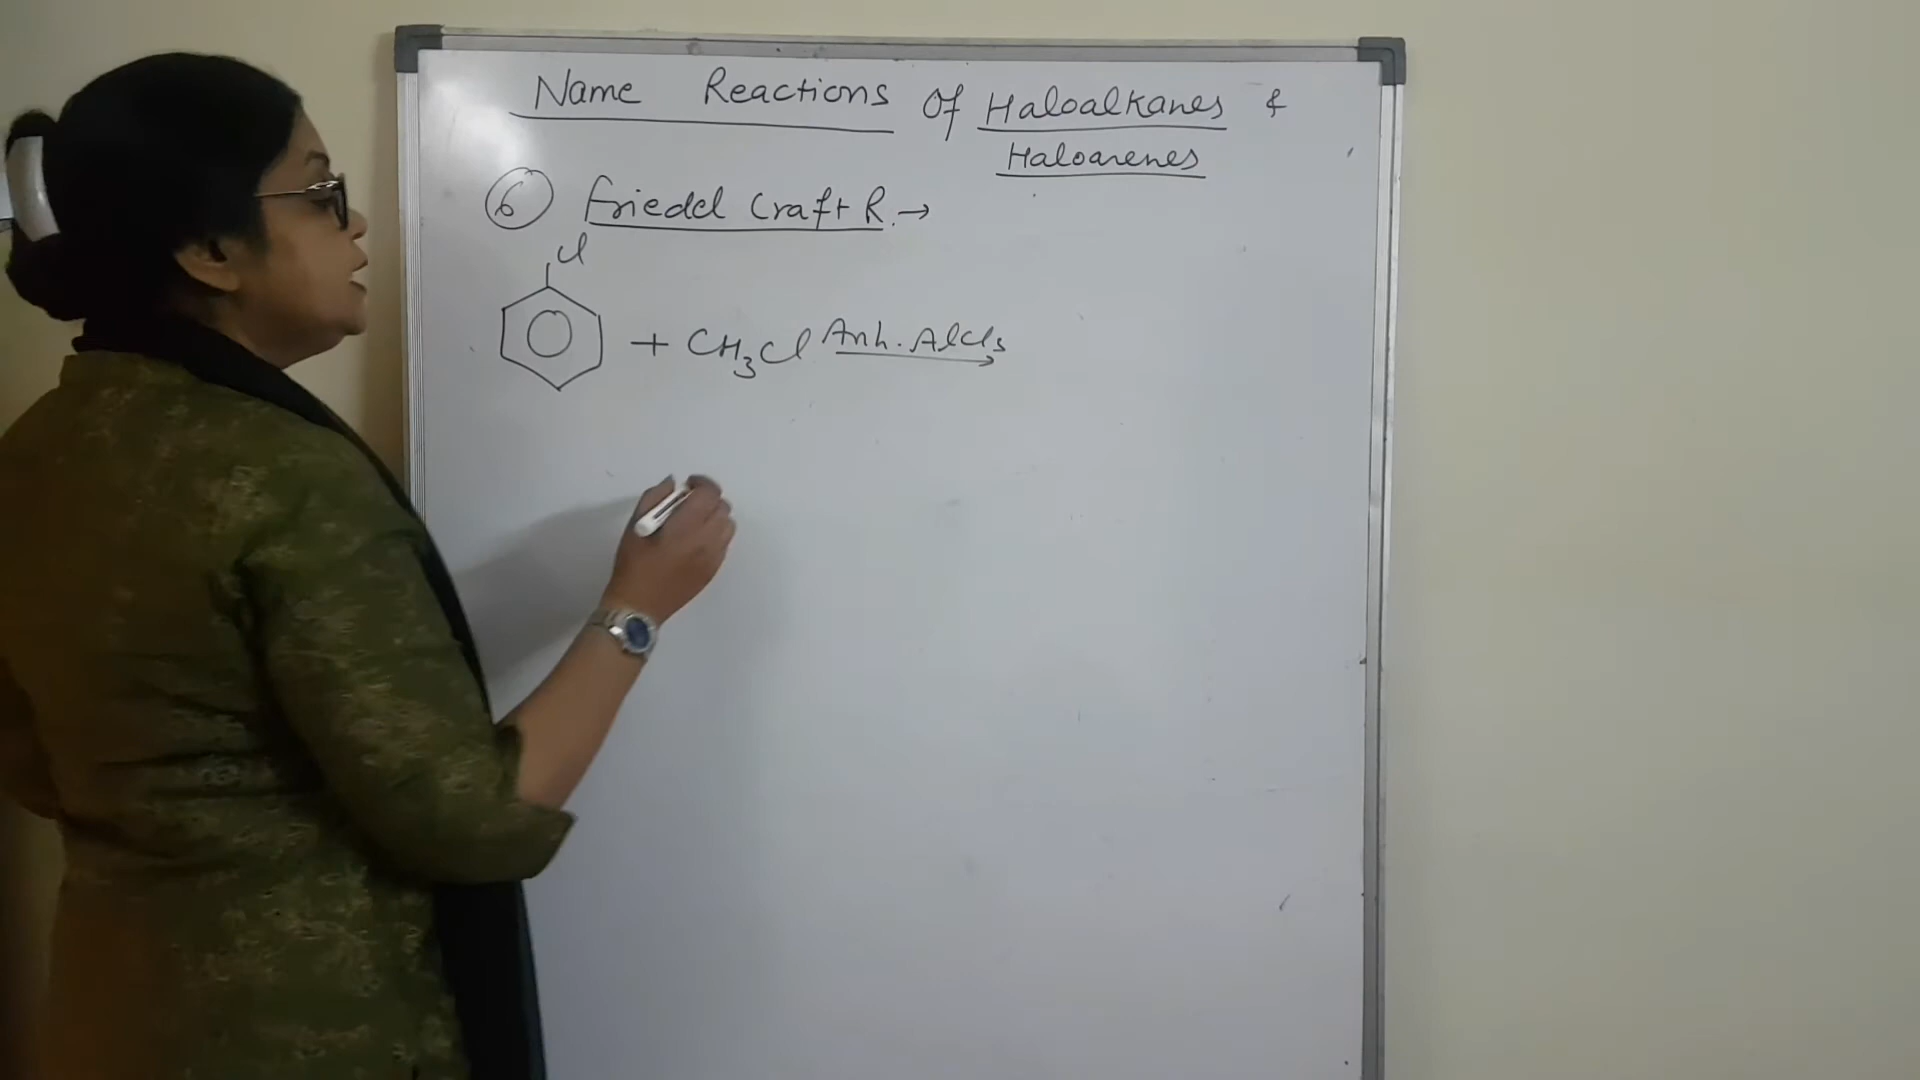 Name Reactions Of Haloalkanes &
Haloarenes
6 Friedel Craft R. →
Cl
+ CH3Cl Anh. AlCl3